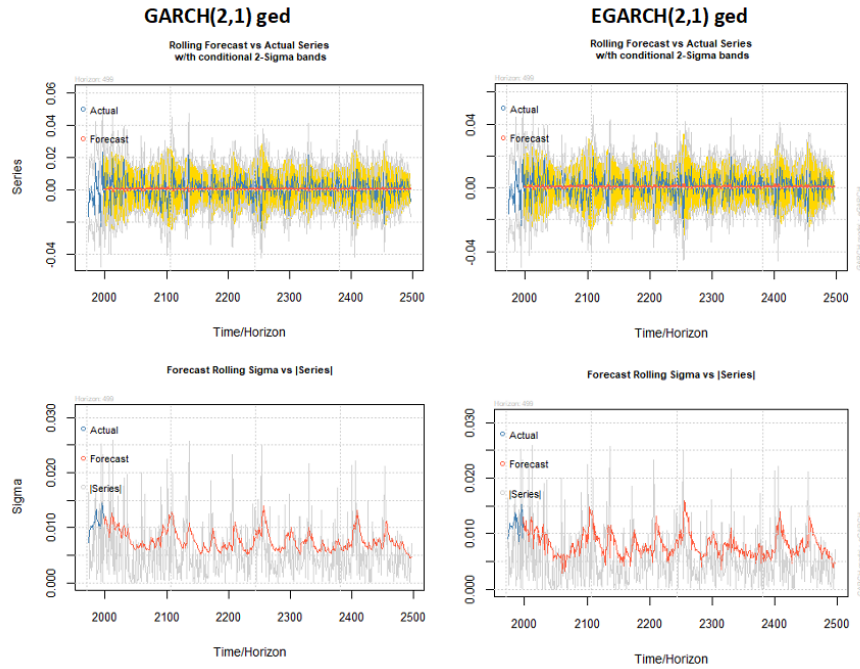 GARCH(2,1) ged
EGARCH(2,1) ged
Rolling Forecast vs Actual Series
w/th conditional 2-Sigma bands
Horizon: 499
Actual
Forecast
Series
0.06
0.04
0.02
0.00
-0.04
2000
2100
2200
2300
2400
2500
Time/Horizon
Rolling Forecast vs Actual Series
w/th conditional 2-Sigma bands
Horizon: 499
Actual
Forecast
0.04
0.00
-0.04
2000
2100
2200
2300
2400
2500
Time/Horizon
Forecast Rolling Sigma vs |Series|
Horizon: 499
Actual
Forecast
|Series|
Sigma
0.030
0.020
0.010
0.000
2000
2100
2200
2300
2400
2500
Time/Horizon
Forecast Rolling Sigma vs |Series|
Horizon: 499
Actual
Forecast
|Series|
0.030
0.020
0.010
0.000
2000
2100
2200
2300
2400
2500
Time/Horizon